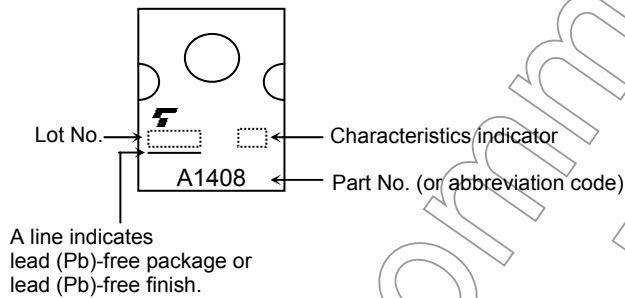 Lot No.
Characteristics indicator
A1408
Part No. (or abbreviation code)
A line indicates
lead (Pb)-free package or
lead (Pb)-free finish.